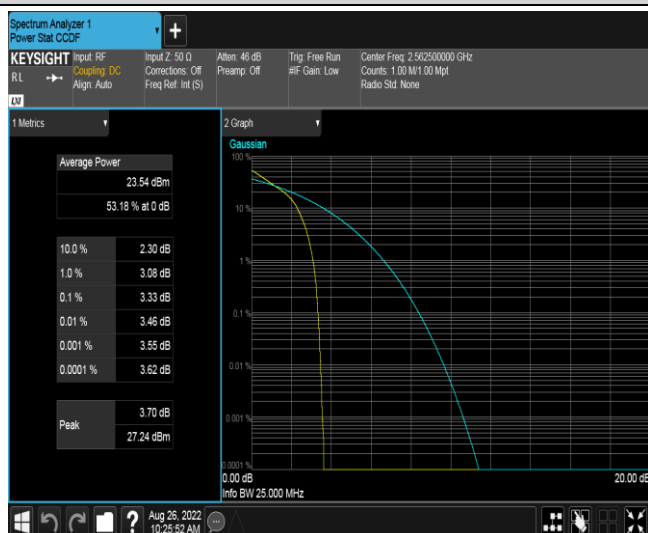 Spectrum Analyzer 1
Power Stat CCDF
+
KEYSIGHT
RL
LXI
Input: RF
Coupling: DC
Align: Auto
Input Z: 50 Ω
Corrections: Off
Freq Ref: Int (S)
Atten: 46 dB
Preamp: Off
Trig: Free Run
#IF Gain: Low
Center Freq: 2.562500000 GHz
Counts: 1.00 M/1.00 Mpt
Radio Std: None
1 Metrics
Average Power
23.54 dBm
53.18 % at 0 dB
10.0 % 2.30 dB
1.0 % 3.08 dB
0.1 % 3.33 dB
0.01 % 3.46 dB
0.001 % 3.55 dB
0.0001 % 3.62 dB
Peak
3.70 dB
27.24 dBm
2 Graph
Gaussian
100 %
10 %
1 %
0.1 %
0.01 %
0.001 %
0.0001 %
0.00 dB
20.00 dB
Info BW 25.000 MHz
?
Aug 26, 2022
10:25:52 AM